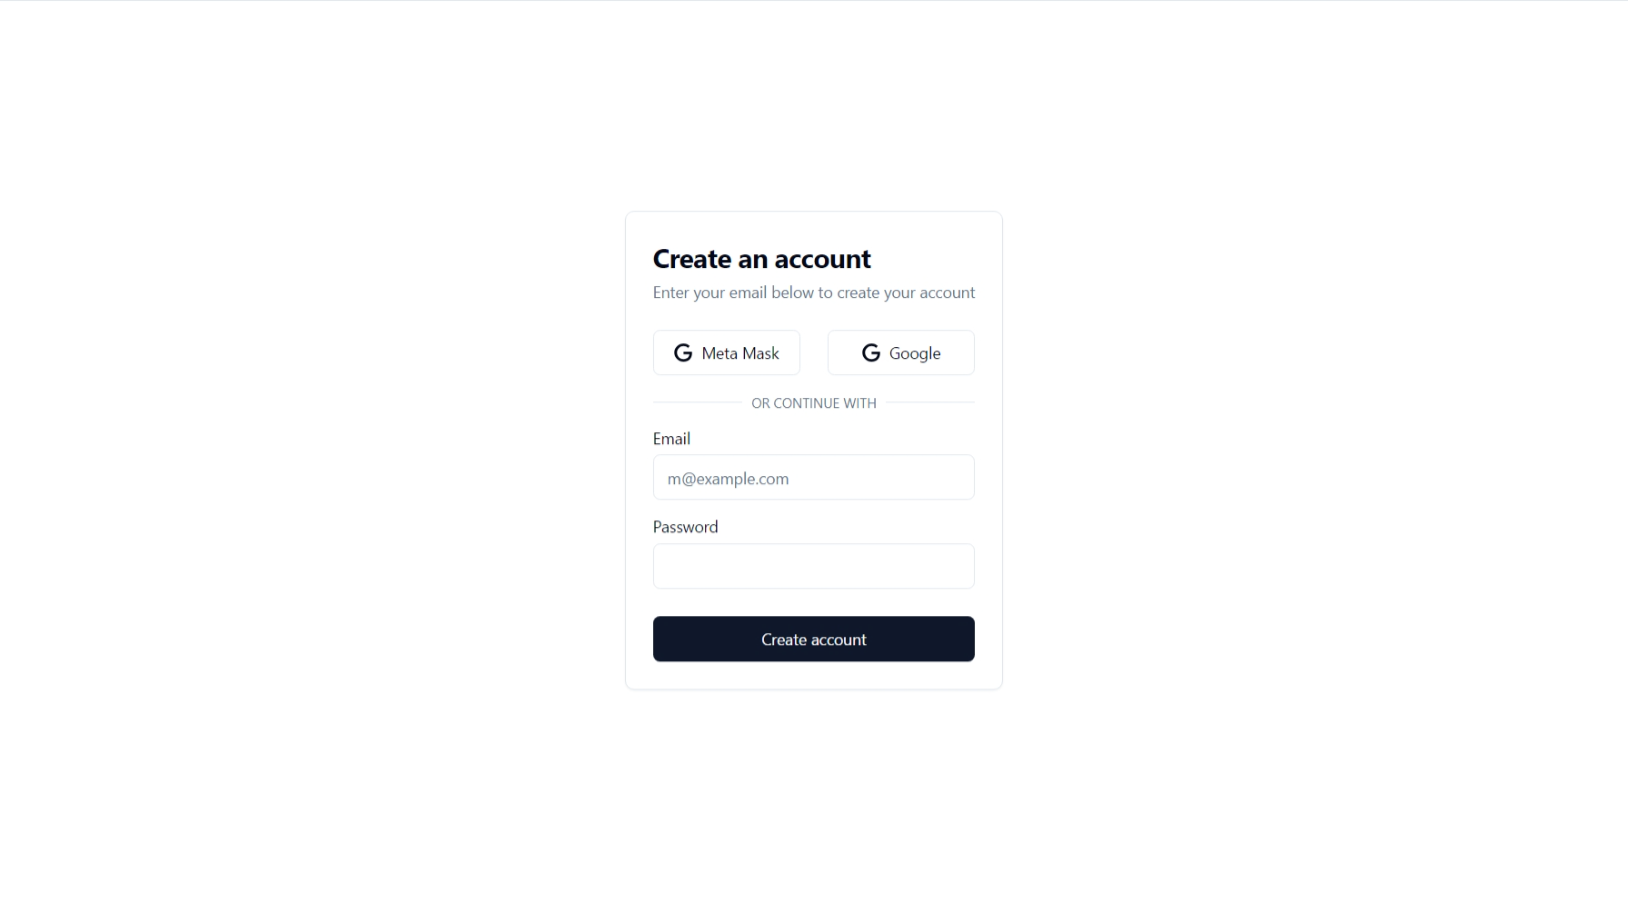 Create an account
Enter your email below to create your account
Meta Mask
Google
OR CONTINUE WITH
Email
m@example.com
Password
Create account